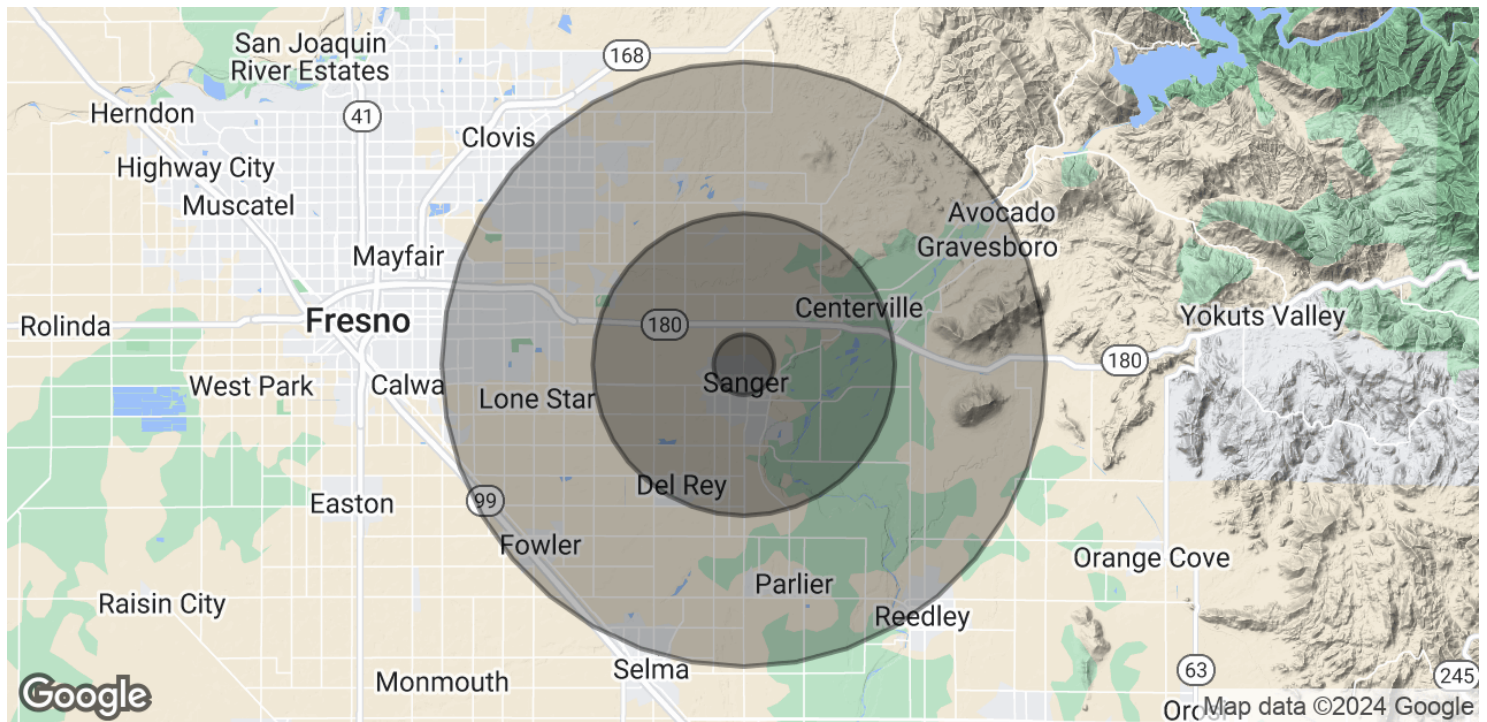 San Joaquin
River Estates
168
Herndon
41
Clovis
Highway City
Muscatel
Avocado
Gravesboro
Mayfair
Centerville
Rolinda
Fresno
180
Yokuts Valley
180
West Park
Calwa
Sanger
Lone Star
Del Rey
Easton
99
Fowler
Orange Cove
Parlier
Raisin City
Reedley
Selma
63
245
Monmouth
Google
Map data ©2024 Google